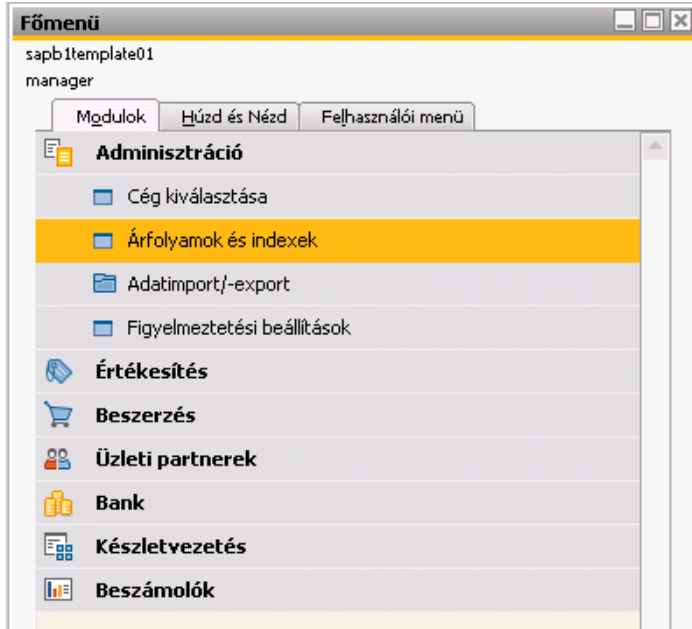 Főmenü
sapb1template01
manager
Modulok Húzd és Nézd Felhasználói menü
Adminisztráció
Cég kiválasztása
Árfolyamok és indexek
Adatimport/-export
Figyelmeztetési beállítások
Értékesítés
Beszerzés
Üzleti partnerek
Bank
Készletvezetés
Beszámolók